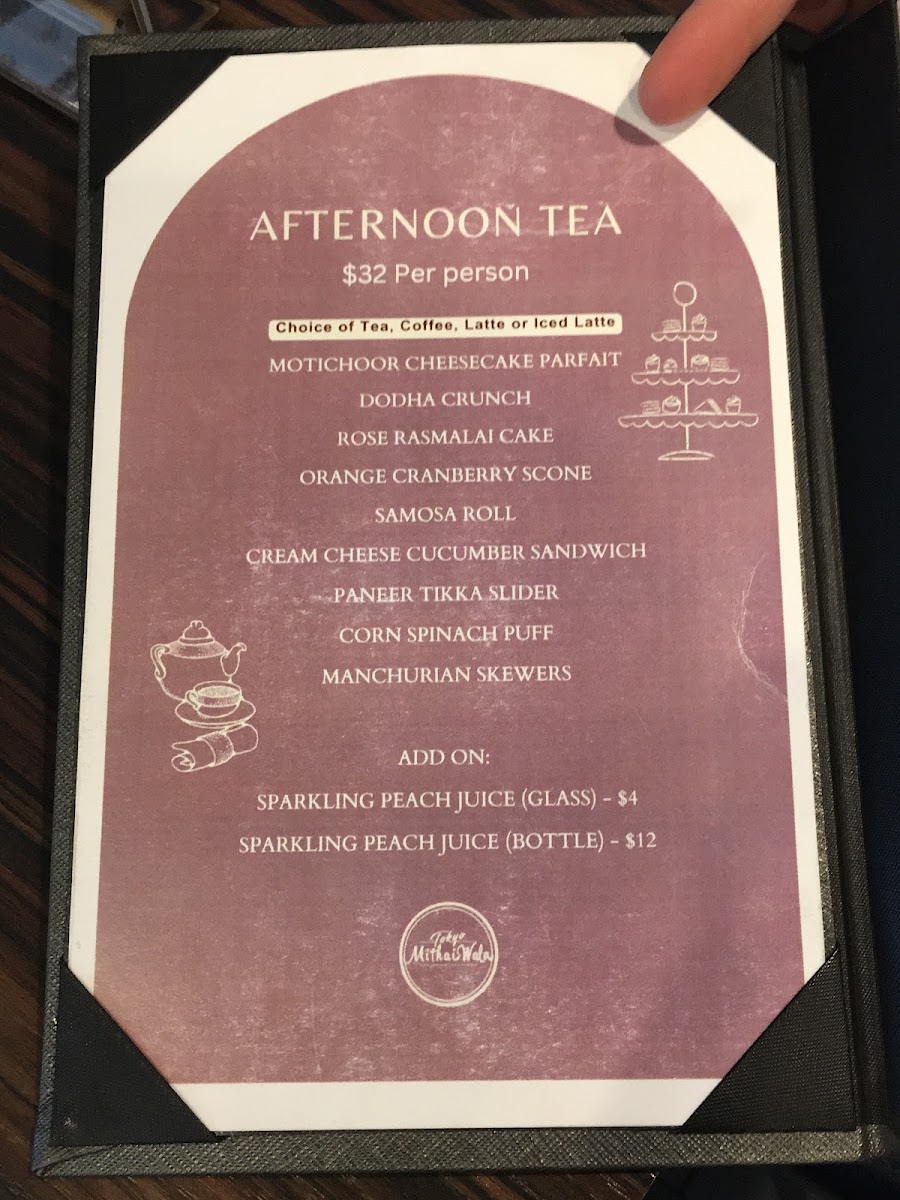 AFTERNOON TEA
$32 Per person
Choice of Tea, Coffee, Latte or Iced Latte
MOTICHOOR CHEESECAKE PARFAIT
DODHA CRUNCH
ROSE RASMALAI CAKE
ORANGE CRANBERRY SCONE
SAMOSA ROLL
CREAM CHEESE CUCUMBER SANDWICH
PANEER TIKKA SLIDER
CORN SPINACH PUFF
MANCHURIAN SKEWERS
ADD ON:
SPARKLING PEACH JUICE (GLASS) - $4
SPARKLING PEACH JUICE (BOTTLE) - $12
Tokyo
Mithai Wala